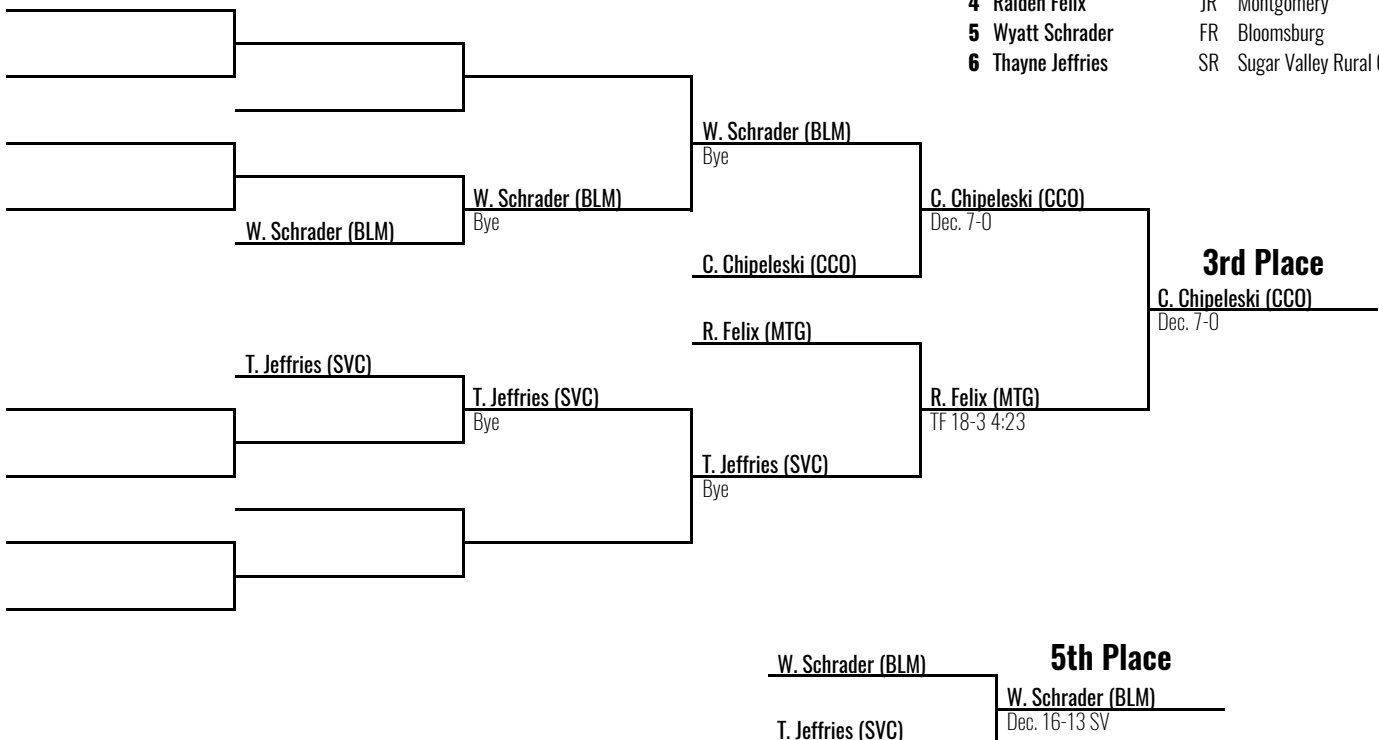 4 Raiden Felix JR Montgomery
5 Wyatt Schrader FR Bloomsburg
6 Thayne Jeffries SR Sugar Valley Rural
W. Schrader (BLM)
Bye
W. Schrader (BLM)
Bye
W. Schrader (BLM)
C. Chipeleski (CCO)
Dec. 7-0
C. Chipeleski (CCO)
3rd Place
C. Chipeleski (CCO)
Dec. 7-0
R. Felix (MTG)
T. Jeffries (SVC)
T. Jeffries (SVC)
Bye
R. Felix (MTG)
TF 18-3 4:23
T. Jeffries (SVC)
Bye
5th Place
W. Schrader (BLM)
W. Schrader (BLM)
Dec. 16-13 SV
T. Jeffries (SVC)